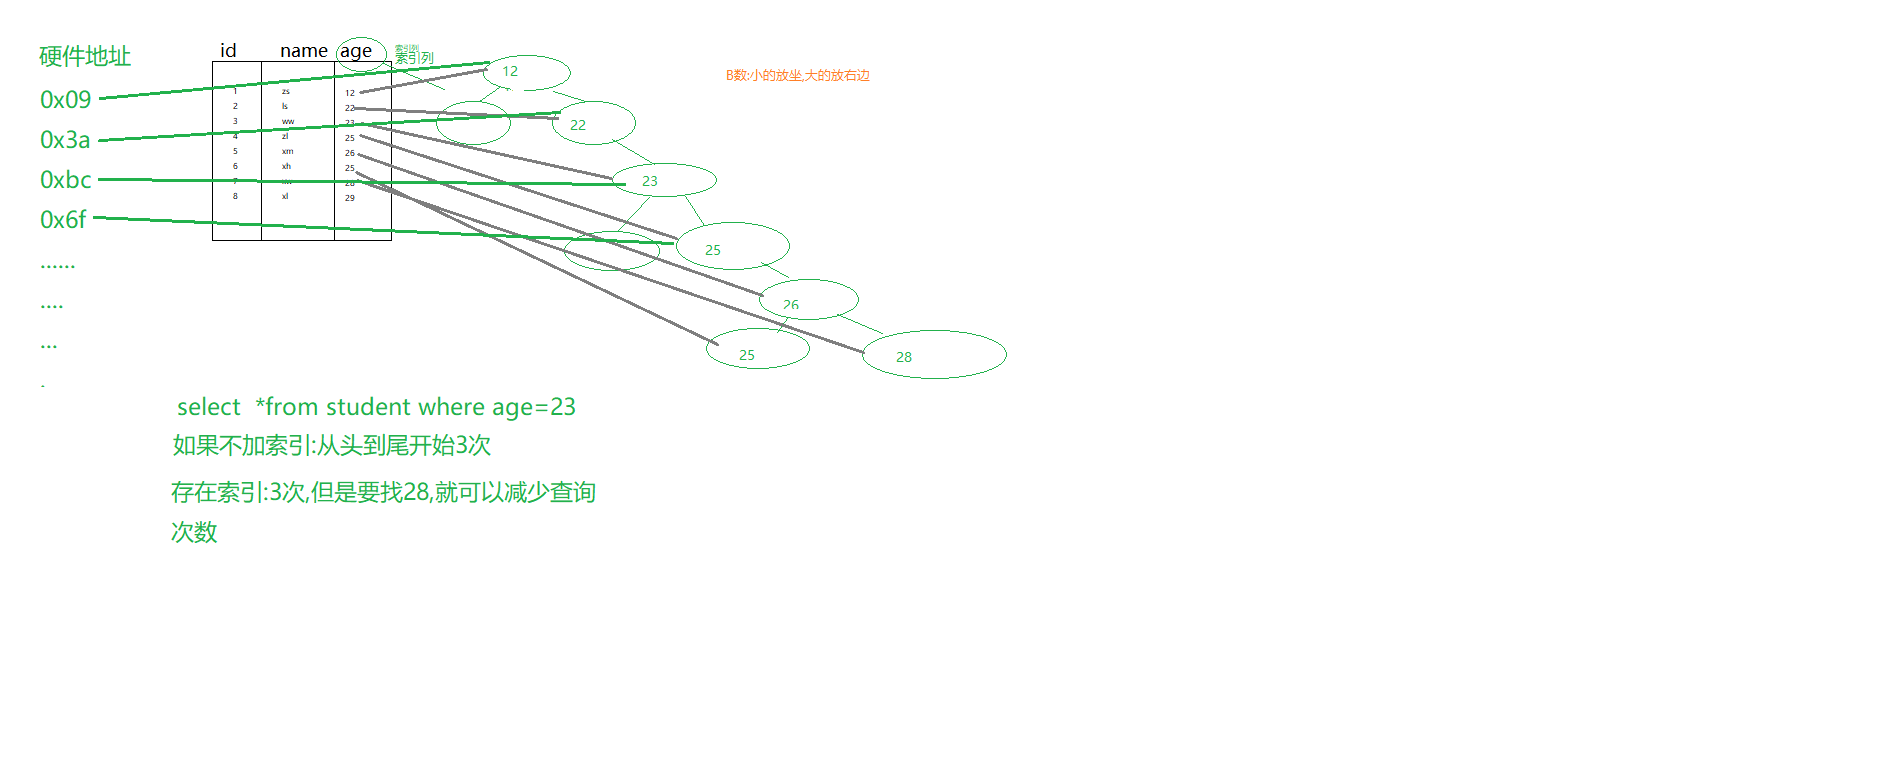 硬件地址
0x09
0x3a
0xbc
0x6f
......
....
...
.
id name age
1 zs 12
2 ls 22
3 ww 23
4 zl 25
5 xm 26
6 xh 25
7 28
8 xl 29
索引列
索引列
12
22
23
25
26
25
28
B数:小的放坐,大的放右边
select *from student where age=23
如果不加索引:从头到尾开始3次
存在索引:3次,但是要找28,就可以减少查询
次数